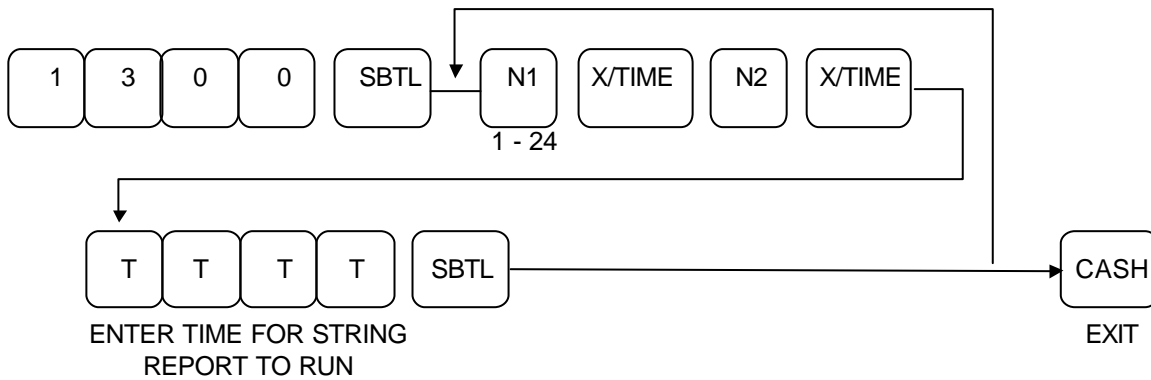 1 3 0 0 SBTL N1 X/TIME N2 X/TIME
1 - 24
T T T T SBTL CASH
ENTER TIME FOR STRING EXIT
REPORT TO RUN